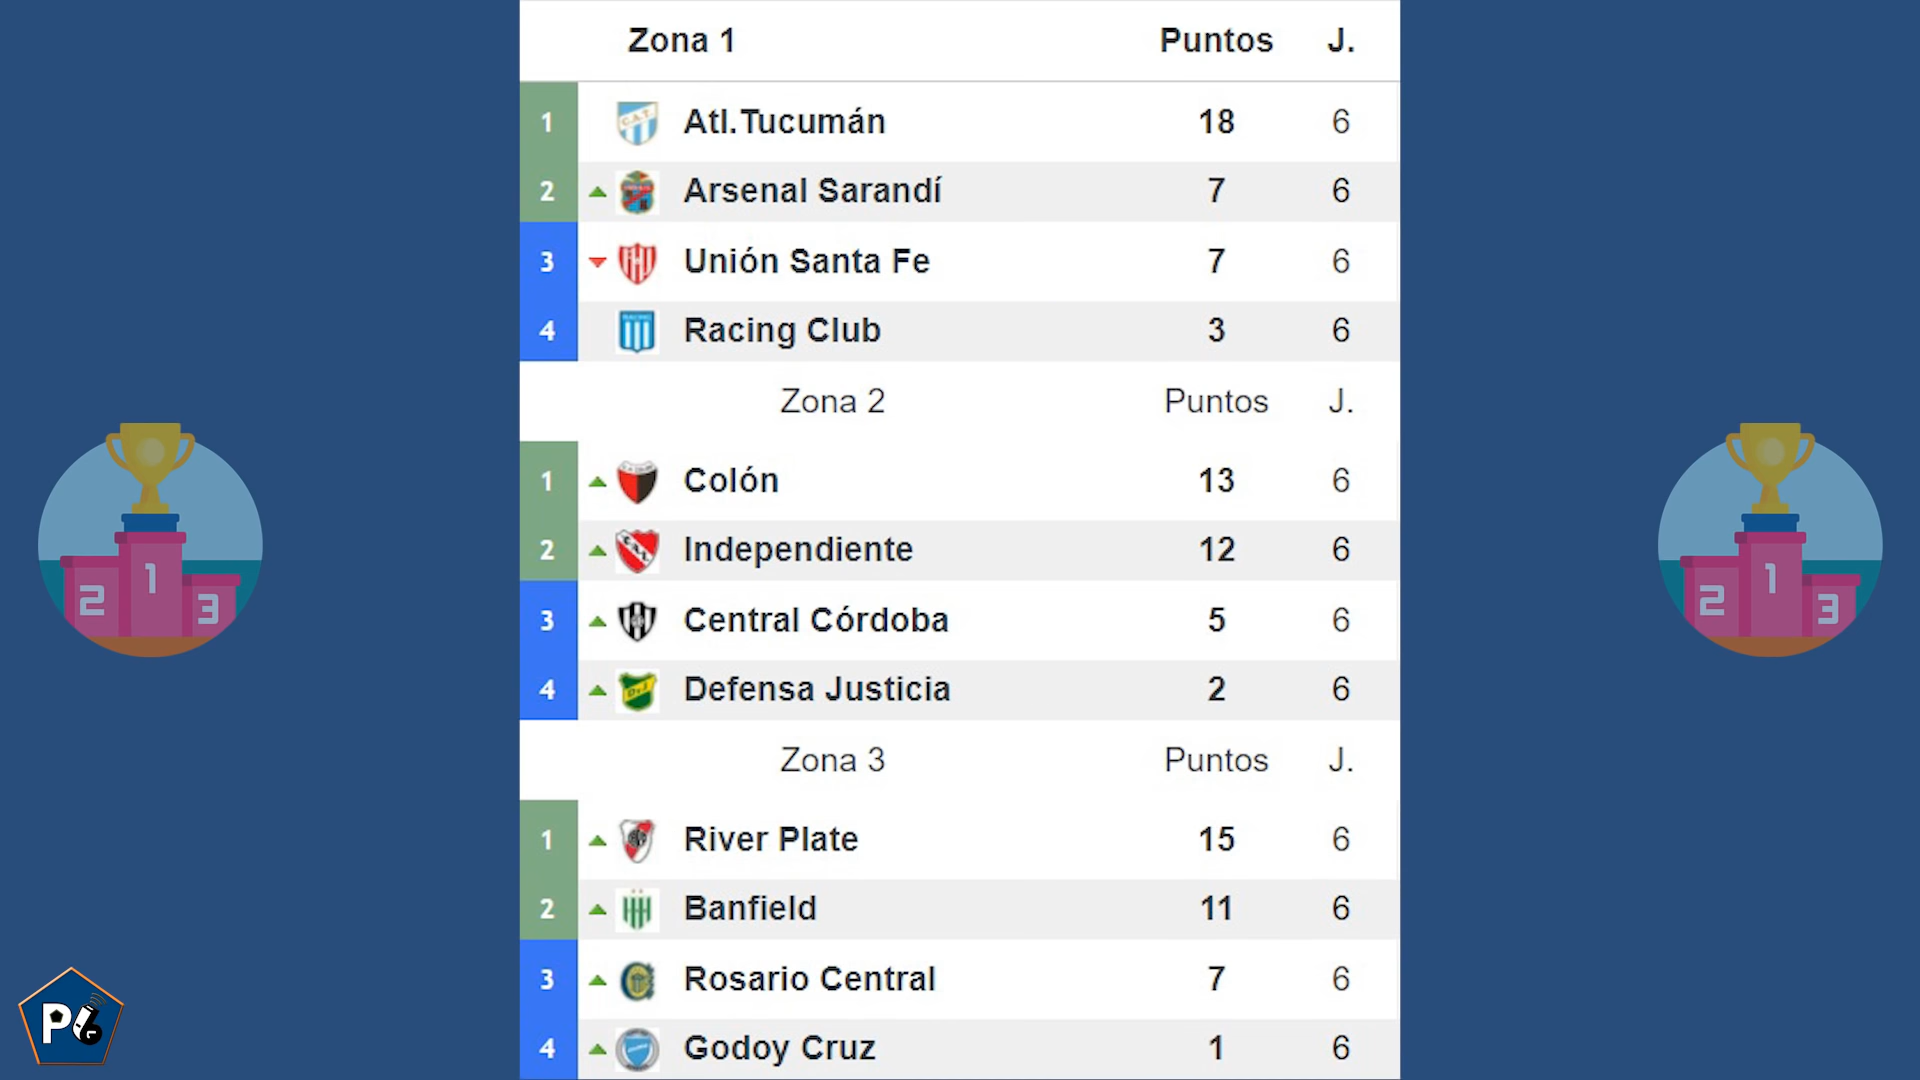 Zona 1 Puntos J.
1 Atl.Tucumán 18 6
2 Arsenal Sarandí 7 6
3 Unión Santa Fe 7 6
4 Racing Club 3 6
Zona 2 Puntos J.
1 Colón 13 6
2 Independiente 12 6
3 Central Córdoba 5 6
4 Defensa Justicia 2 6
Zona 3 Puntos J.
1 River Plate 15 6
2 Banfield 11 6
3 Rosario Central 7 6
4 Godoy Cruz 1 6
2 1 3
2 1 3
P6